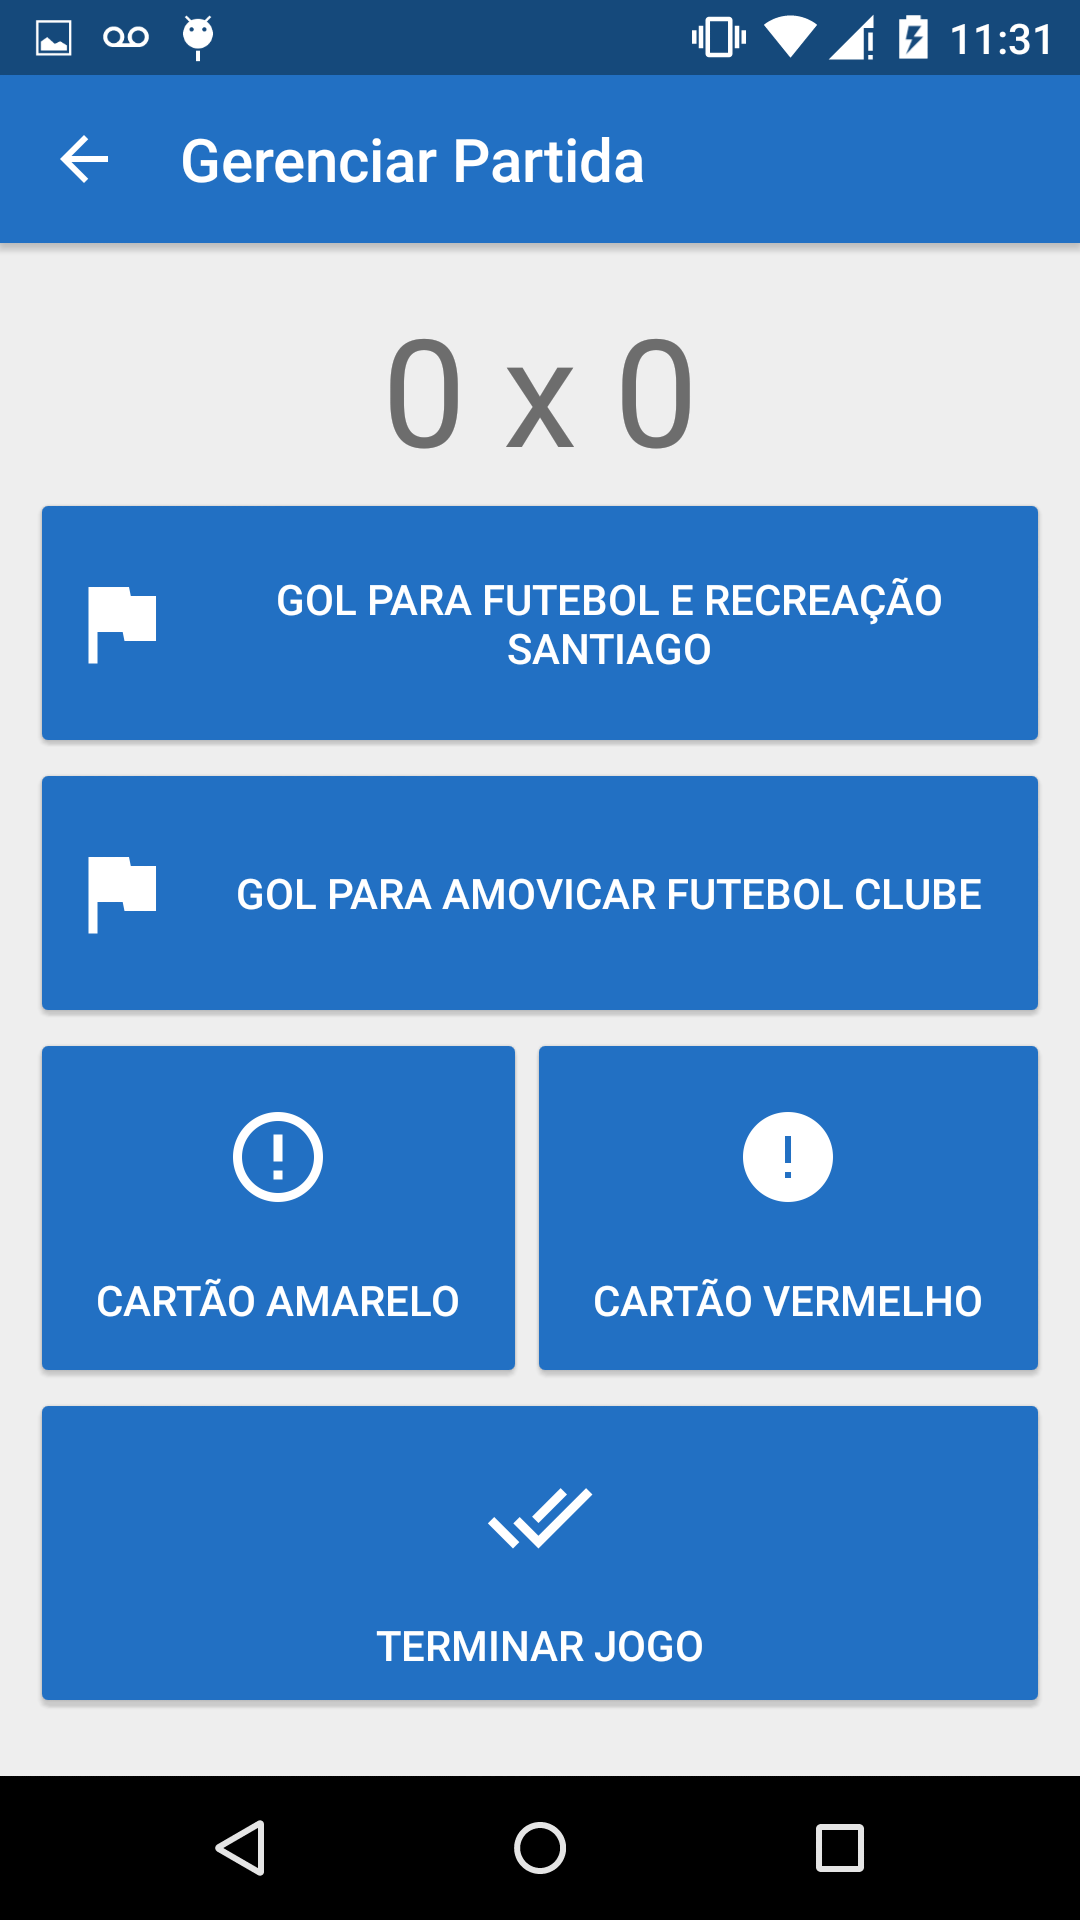 11:31
Gerenciar Partida
0 x 0
GOL PARA FUTEBOL E RECREAÇÃO
SANTIAGO
GOL PARA AMOVICAR FUTEBOL CLUBE
CARTÃO AMARELO
CARTÃO VERMELHO
TERMINAR JOGO